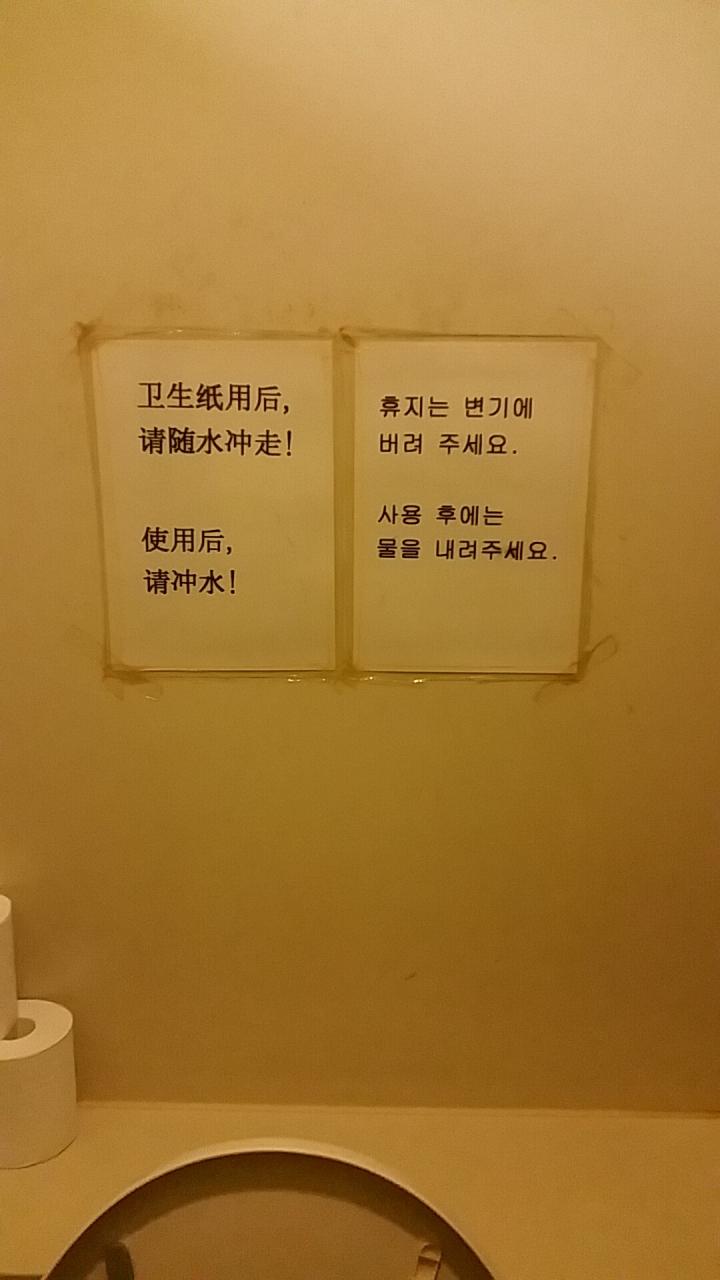 卫生纸用后,
请随水冲走!
使用后,
请冲水!
휴지는 변기에
버려 주세요.
사용 후에는
물을 내려주세요.